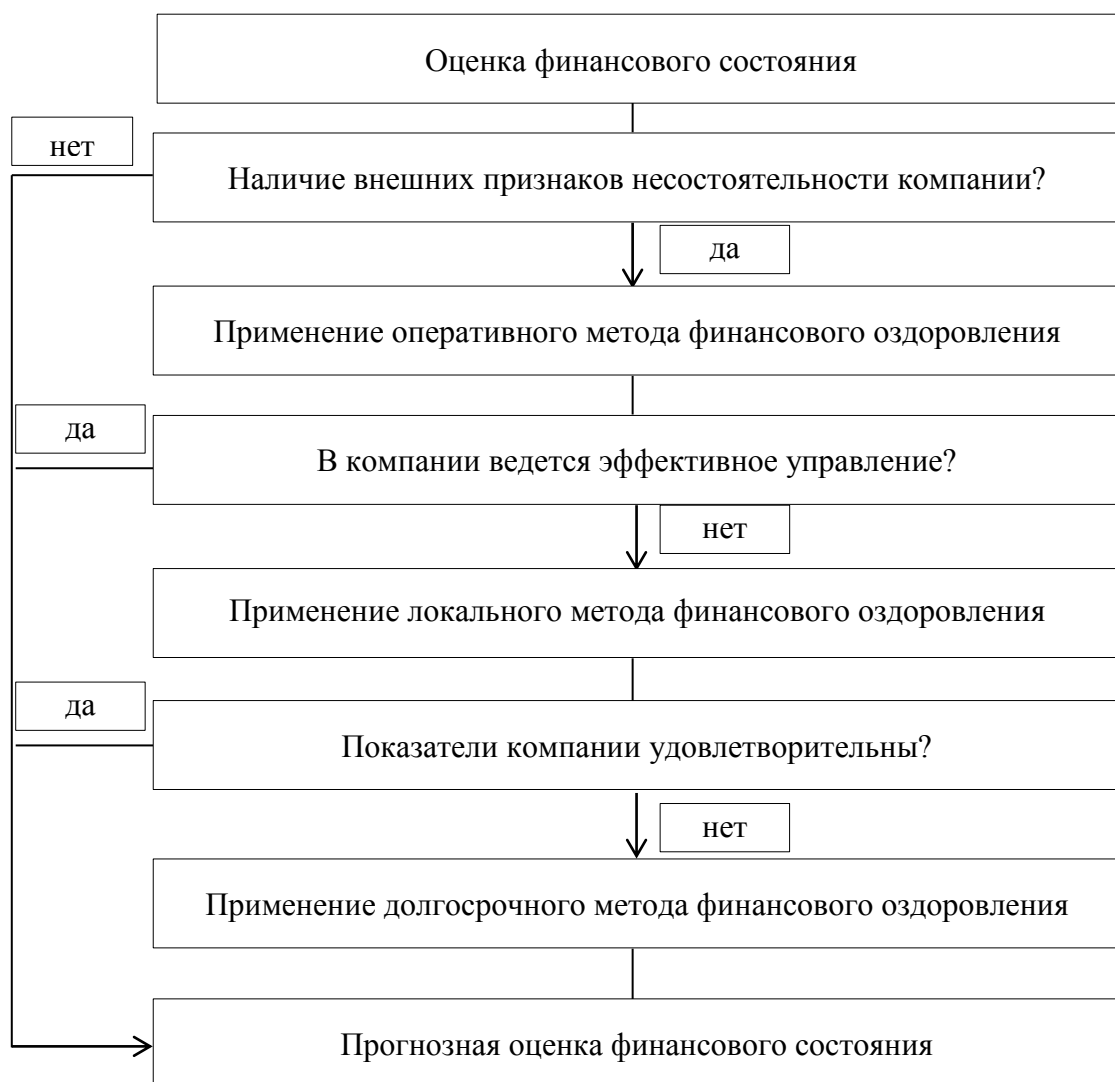 Оценка финансового состояния
нет
Наличие внешних признаков несостоятельности компании?
да
Применение оперативного метода финансового оздоровления
да
В компании ведется эффективное управление?
нет
Применение локального метода финансового оздоровления
да
Показатели компании удовлетворительны?
нет
Применение долгосрочного метода финансового оздоровления
Прогнозная оценка финансового состояния